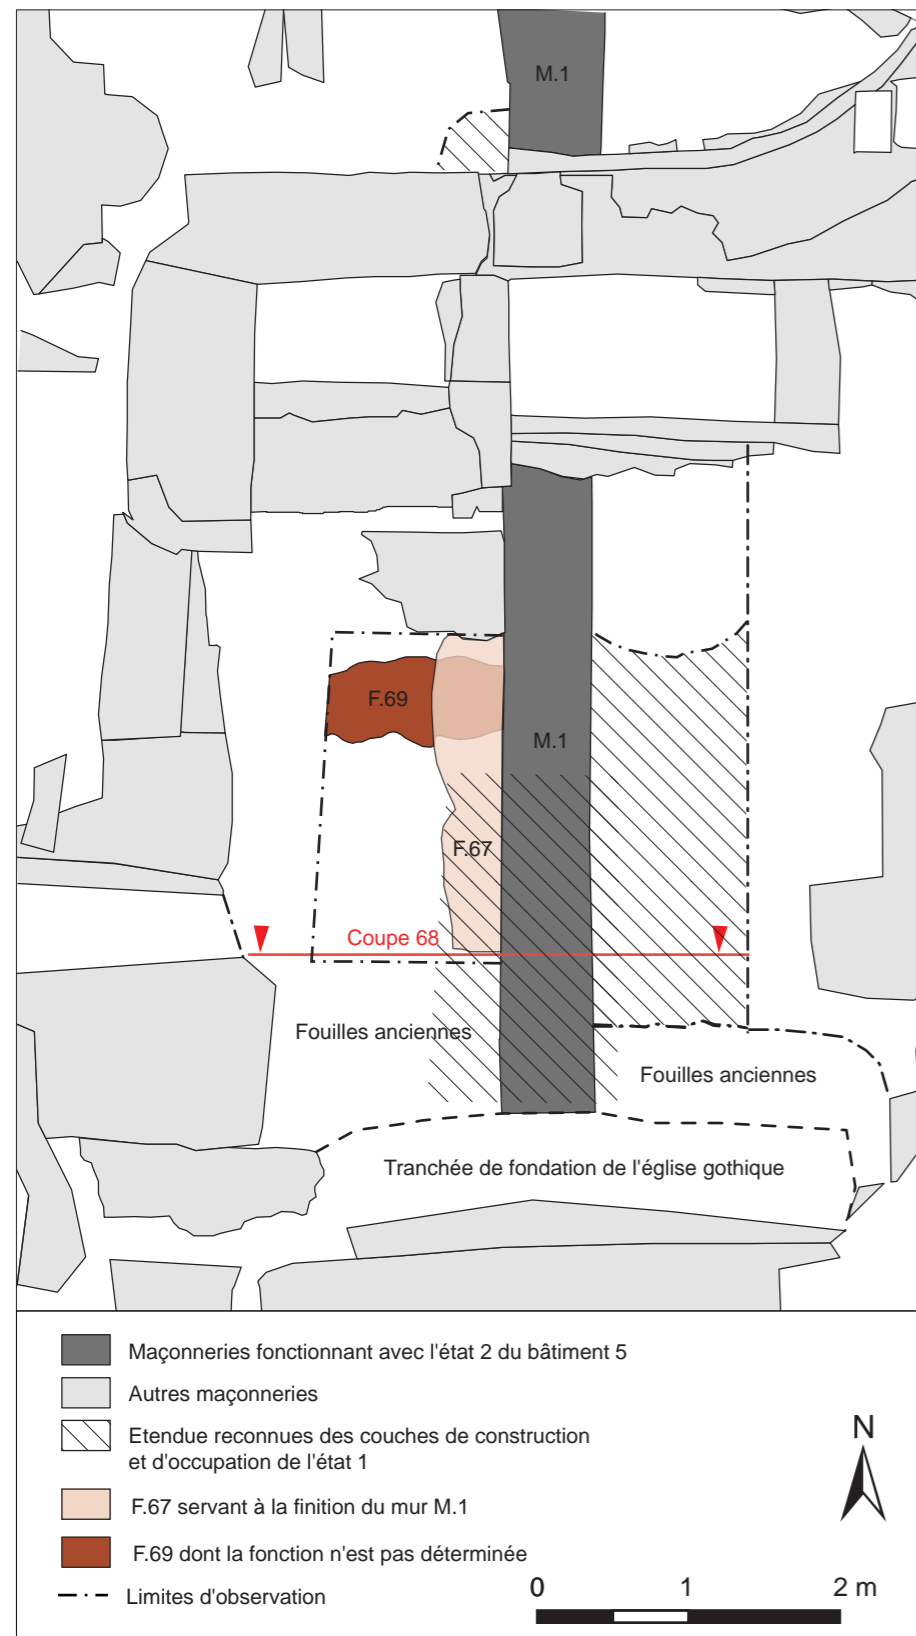 M.1
F.69
M.1
F.67
Coupe 68
Fouilles anciennes
Fouilles anciennes
Tranchée de fondation de l'église gothique
Maçonneries fonctionnant avec l'état 2 du bâtiment 5
Autres maçonneries
Etendue reconnues des couches de construction
et d'occupation de l'état 1
F.67 servant à la finition du mur M.1
F.69 dont la fonction n'est pas déterminée
Limites d'observation
N
0 1 2 m